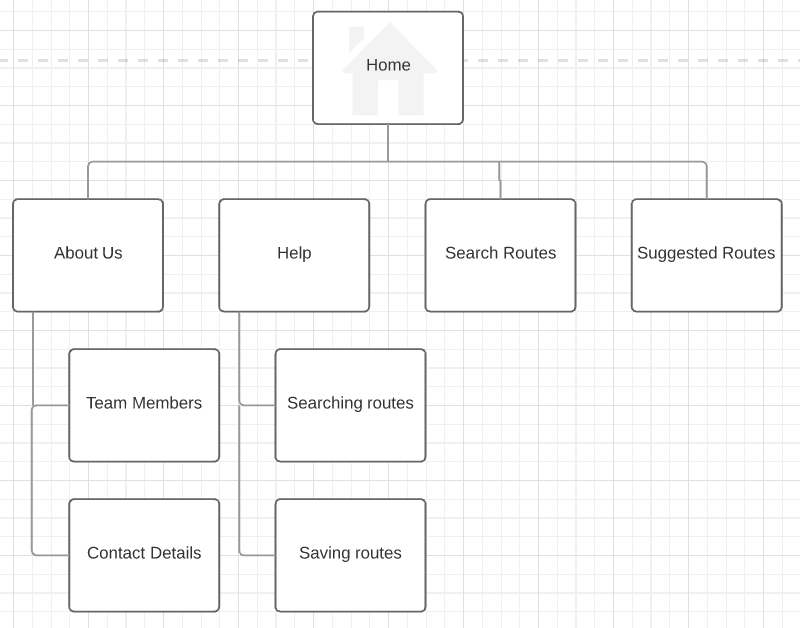 Home
About Us
Help
Search Routes
Suggested Routes
Team Members
Searching routes
Contact Details
Saving routes